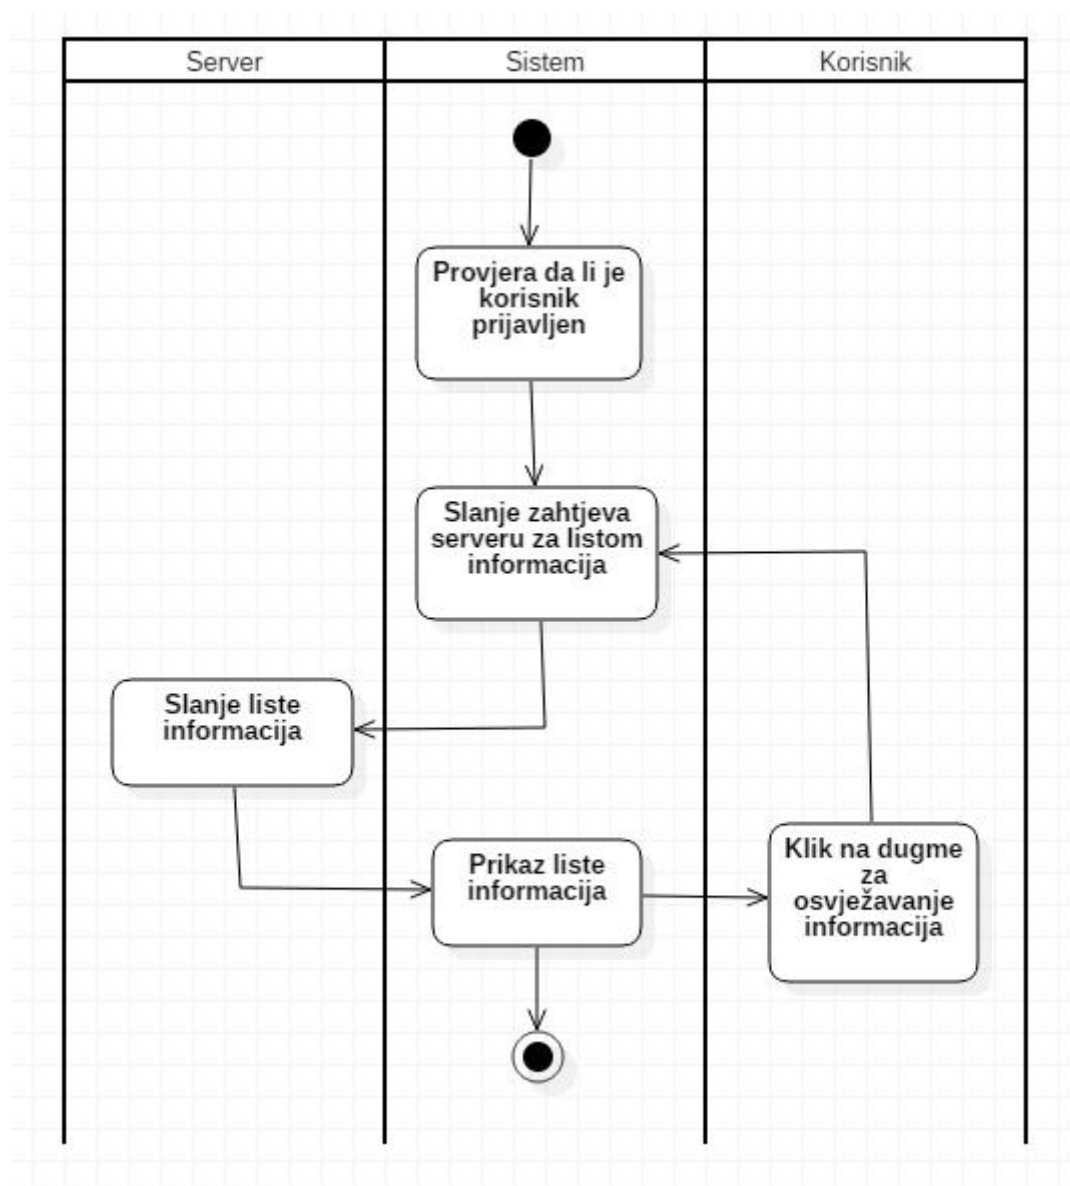 Server
Sistem
Korisnik
Provjera da li je
korisnik
prijavljen
Slanje zahtjeva
serveru za listom
informacija
Slanje liste
informacija
Prikaz liste
informacija
Klik na dugme
za
osvježavanje
informacija